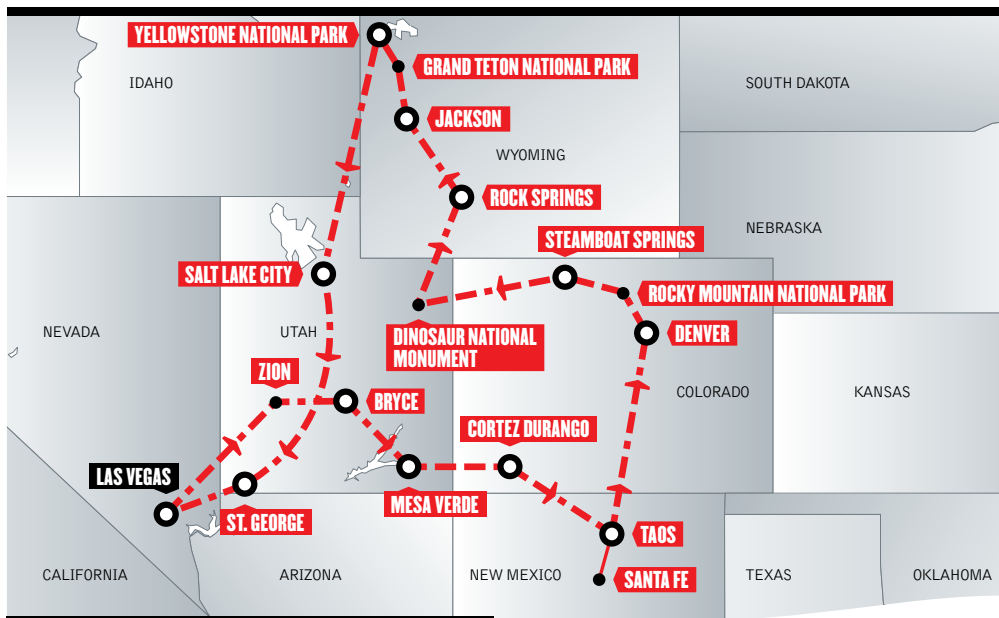 YELLOWSTONE NATIONAL PARK
GRAND TETON NATIONAL PARK
IDAHO
SOUTH DAKOTA
JACKSON
WYOMING
ROCK SPRINGS
NEBRASKA
STEAMBOAT SPRINGS
SALT LAKE CITY
ROCKY MOUNTAIN NATIONAL PARK
NEVADA
UTAH
DINOSAUR NATIONAL
MONUMENT
DENVER
ZION
BRYCE
COLORADO
KANSAS
CORTEZ DURANGO
LAS VEGAS
MESA VERDE
ST. GEORGE
TAOS
CALIFORNIA
ARIZONA
NEW MEXICO
SANTA FE
TEXAS
OKLAHOMA